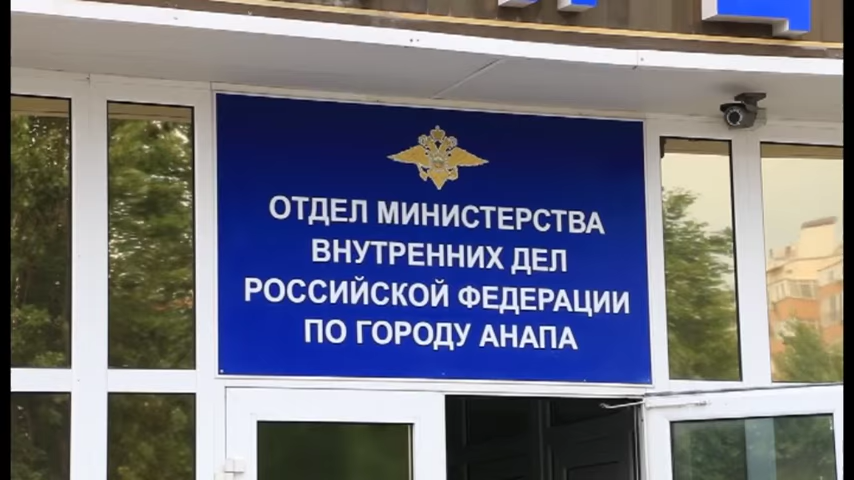 ОТДЕЛ МИНИСТЕРСТВА
ВНУТРЕННИХ ДЕЛ
РОССИЙСКОЙ ФЕДЕРАЦИИ
ПО ГОРОДУ АНАПА